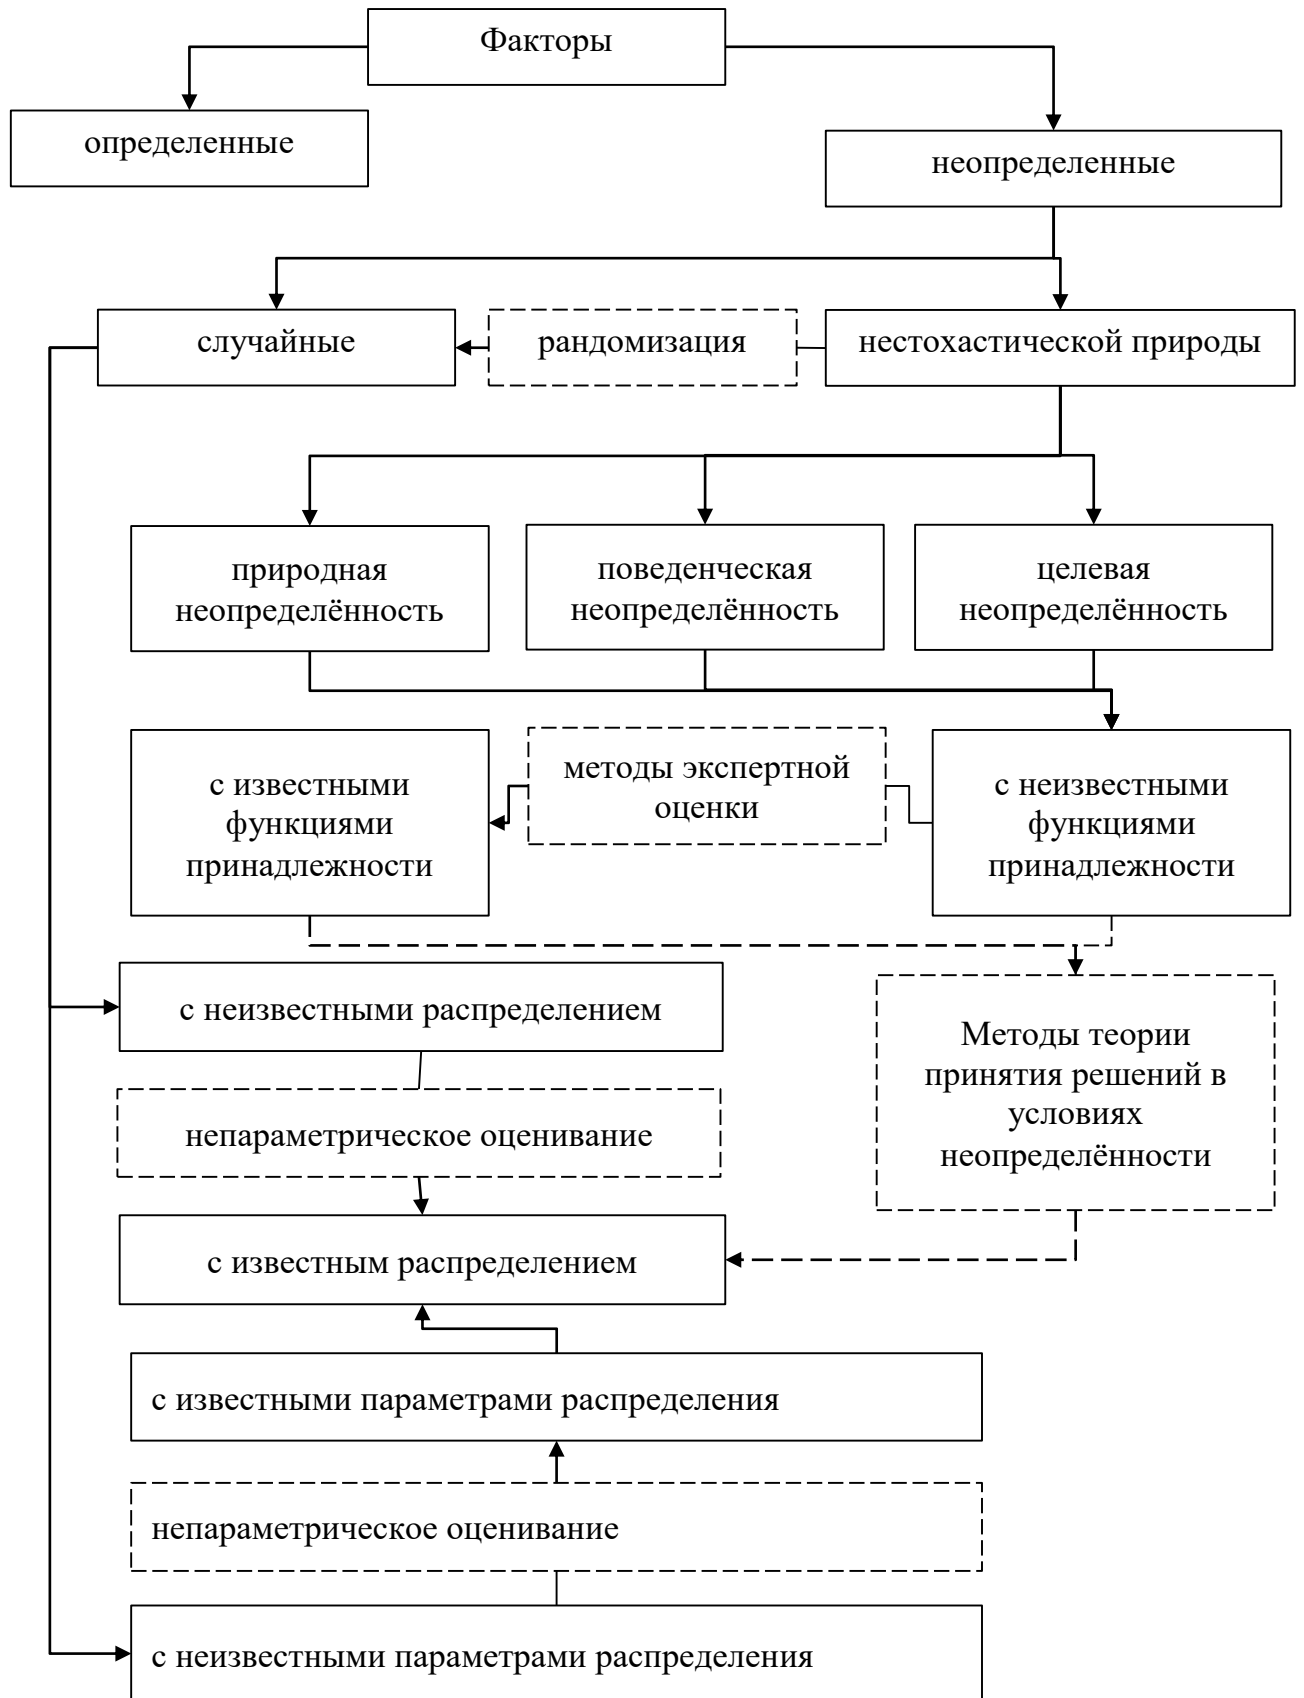 Факторы
определенные
неопределенные
случайные
рандомизация
нестохастической природы
природная
неопределённость
поведенческая
неопределённость
целевая
неопределённость
с известными
функциями
принадлежности
методы экспертной
оценки
с неизвестными
функциями
принадлежности
с неизвестными распределением
Методы теории
принятия решений в
условиях
неопределённости
непараметрическое оценивание
с известным распределением
с известными параметрами распределения
непараметрическое оценивание
с неизвестными параметрами распределения